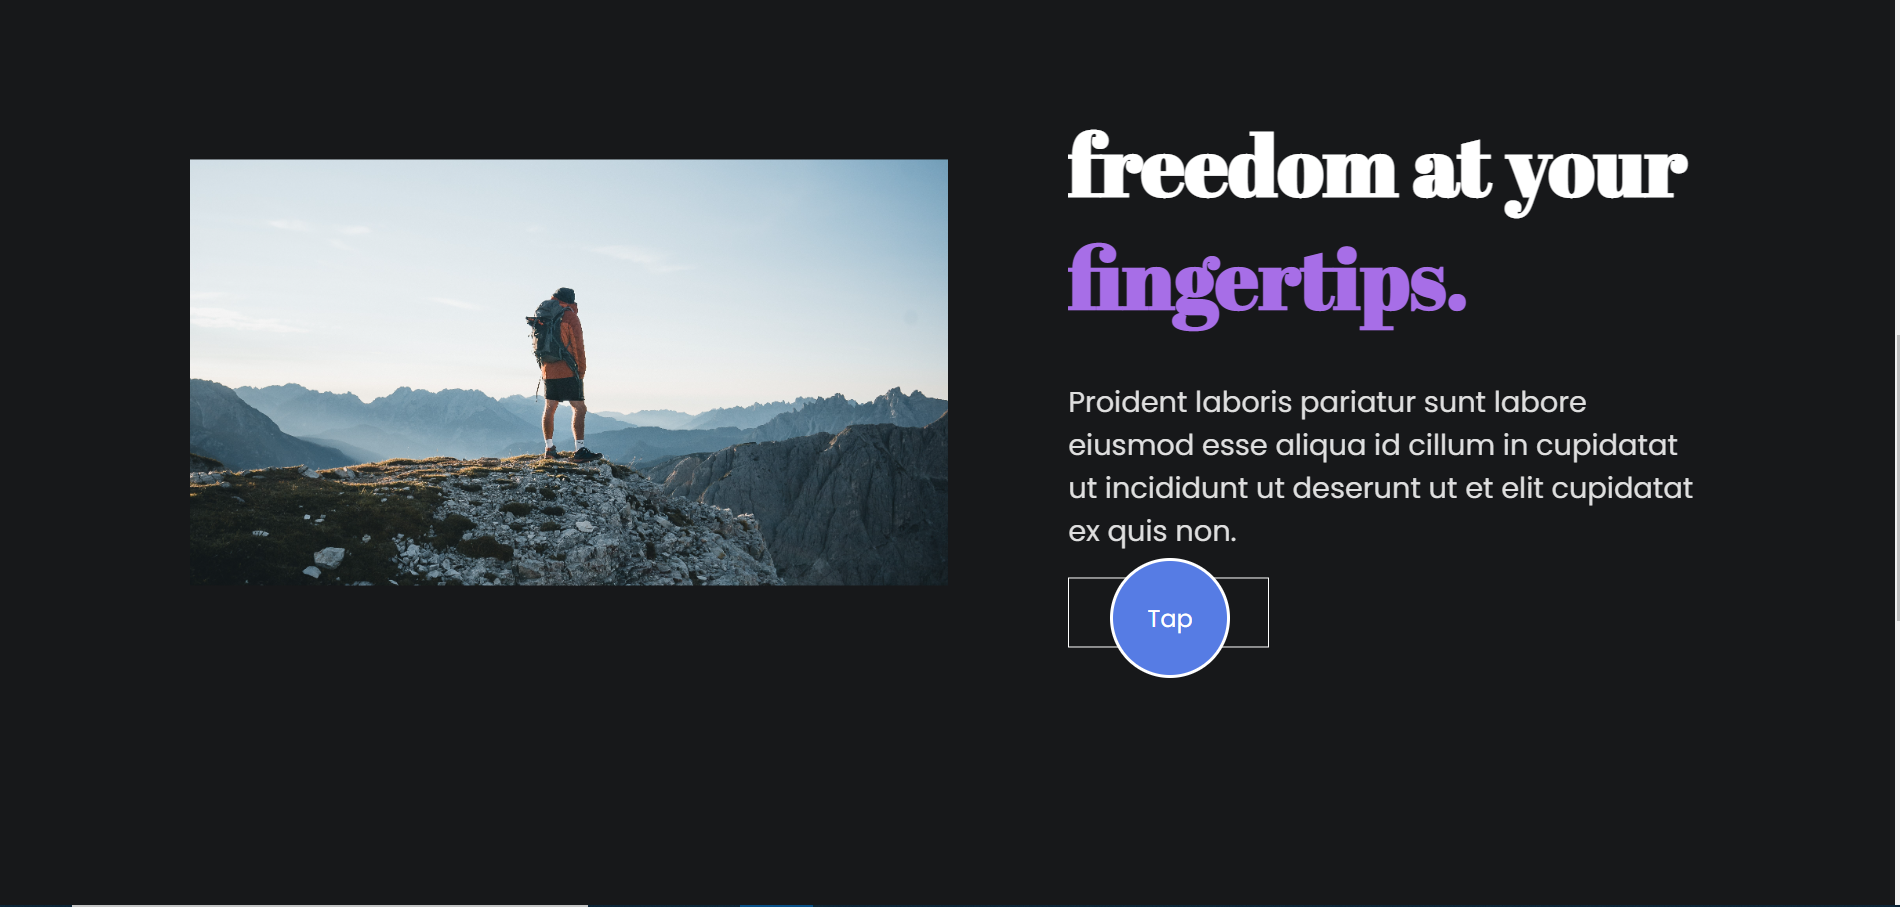 freedom at your
fingertips.
Proident laboris pariatur sunt labore
eiusmod esse aliqua id cillum in cupidatat
ut incididunt ut deserunt ut et elit cupidatat
ex quis non.
Tap